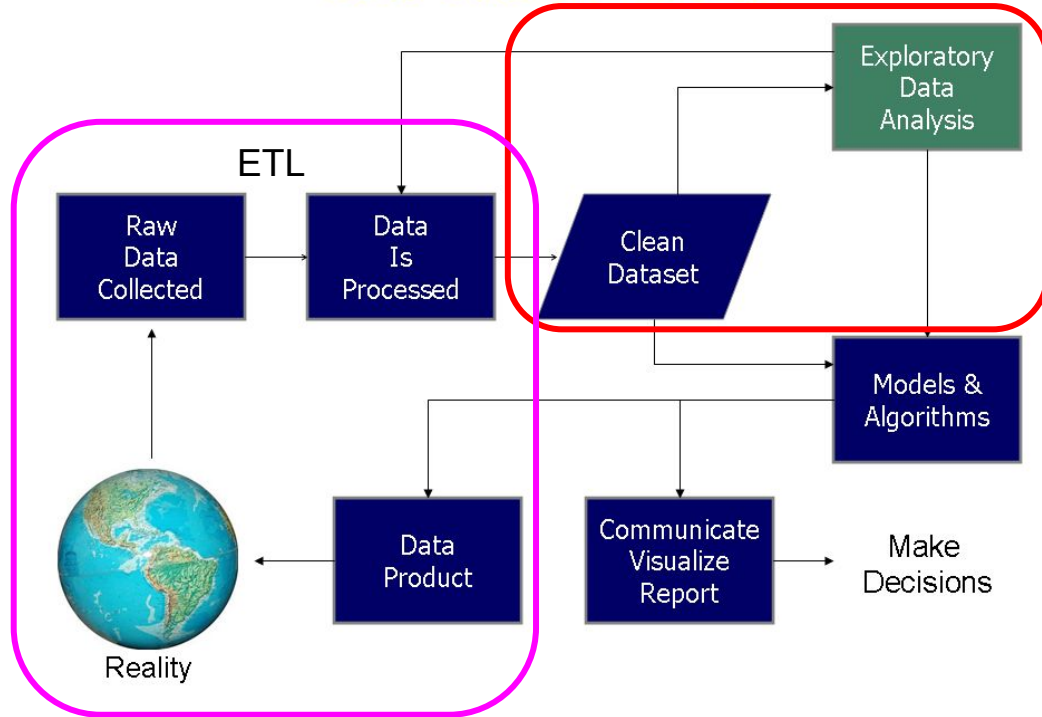 Exploratory
Data
Analysis
ETL
Raw
Data
Collected
Data
Is
Processed
Clean
Dataset
Models &
Algorithms
Data
Product
Communicate
Visualize
Report
Make
Decisions
Reality